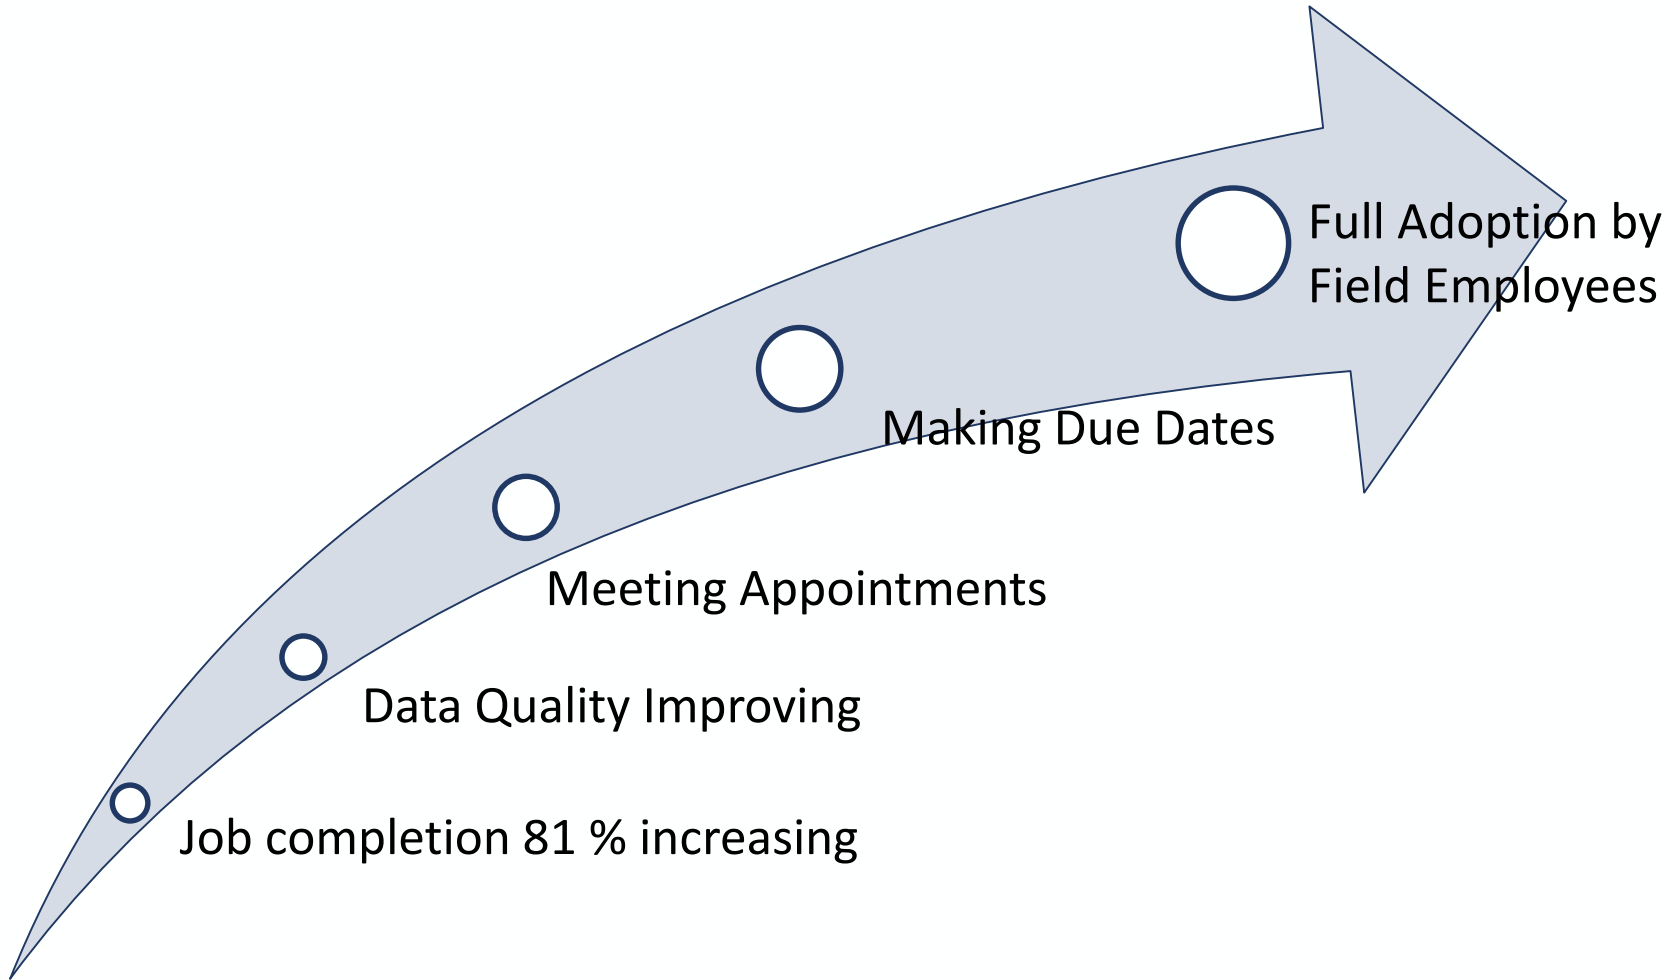 Full Adoption by
Field Employees
Making Due Dates
Meeting Appointments
Data Quality Improving
Job completion 81 % increasing